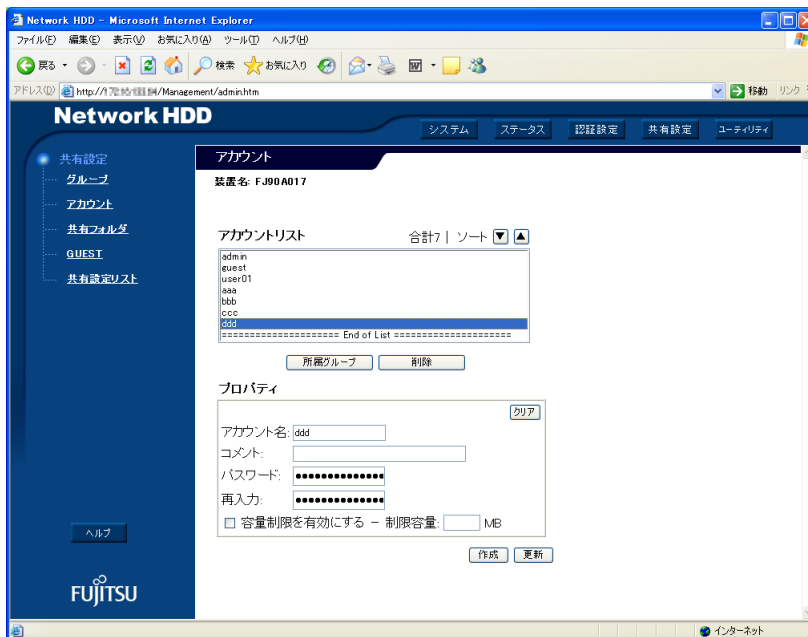 Network HDD - Microsoft Internet Explorer
ファイル(F) 編集(E) 表示(V) お気に入り(A) ツール(T) ヘルプ(H)
戻る 検索 お気に入り
アドレス(D) http:// /Management/admin.htm 移動 リンク
Network HDD
システム ステータス 認証設定 共有設定 ユーティリティ
共有設定
グループ
アカウント
共有フォルダ
GUEST
共有設定リスト
ヘルプ
FUJITSU
アカウント
装置名: FJ90A017
アカウントリスト 合計7 | ソート ▼ ▲
admin
guest
user01
aaa
bbb
ccc
ddd
===================== End of List =====================
所属グループ 削除
プロパティ
クリア
アカウント名: ddd
コメント:
パスワード: ●●●●●●●●●●●●●●
再入力: ●●●●●●●●●●●●●●
容量制限を有効にする - 制限容量: MB
作成 更新
インターネット